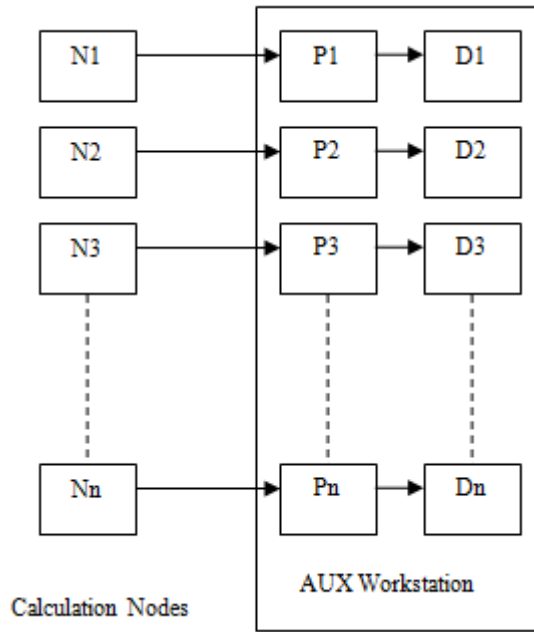 N1 P1 D1
N2 P2 D2
N3 P3 D3
Nn Pn Dn
AUX Workstation
Calculation Nodes